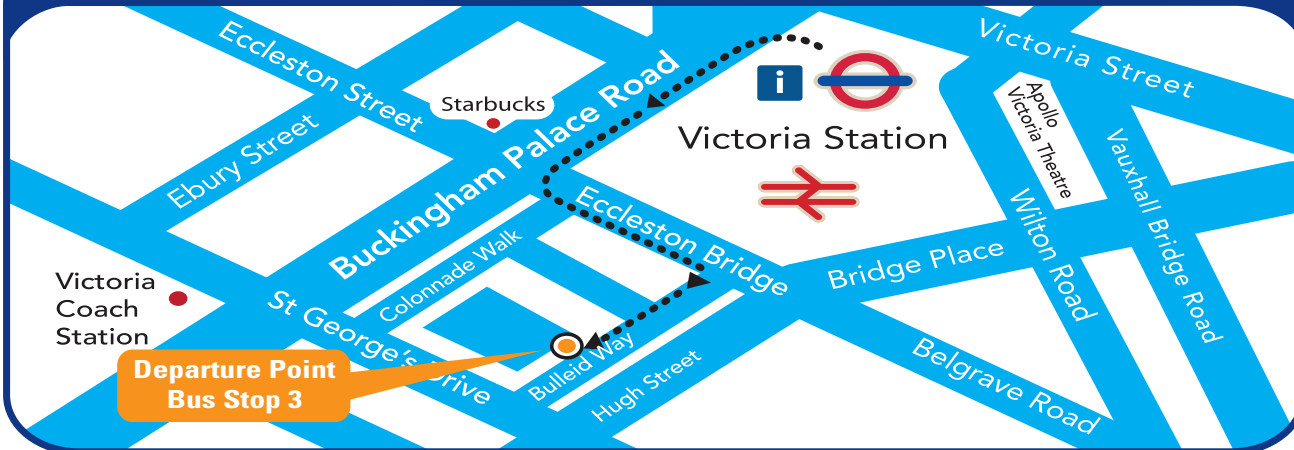 Eccleston Street
Victoria Street
Starbucks
i
Apollo
Victoria Theatre
Buckingham Palace Road
Victoria Station
Ebury Street
Vauxhall Bridge Road
Eccleston Bridge
Wilton Road
Colonnade Walk
Bridge Place
Victoria
Coach
Station
St George's Drive
Bulleid Way
Hugh Street
Belgrave Road
Departure Point
Bus Stop 3